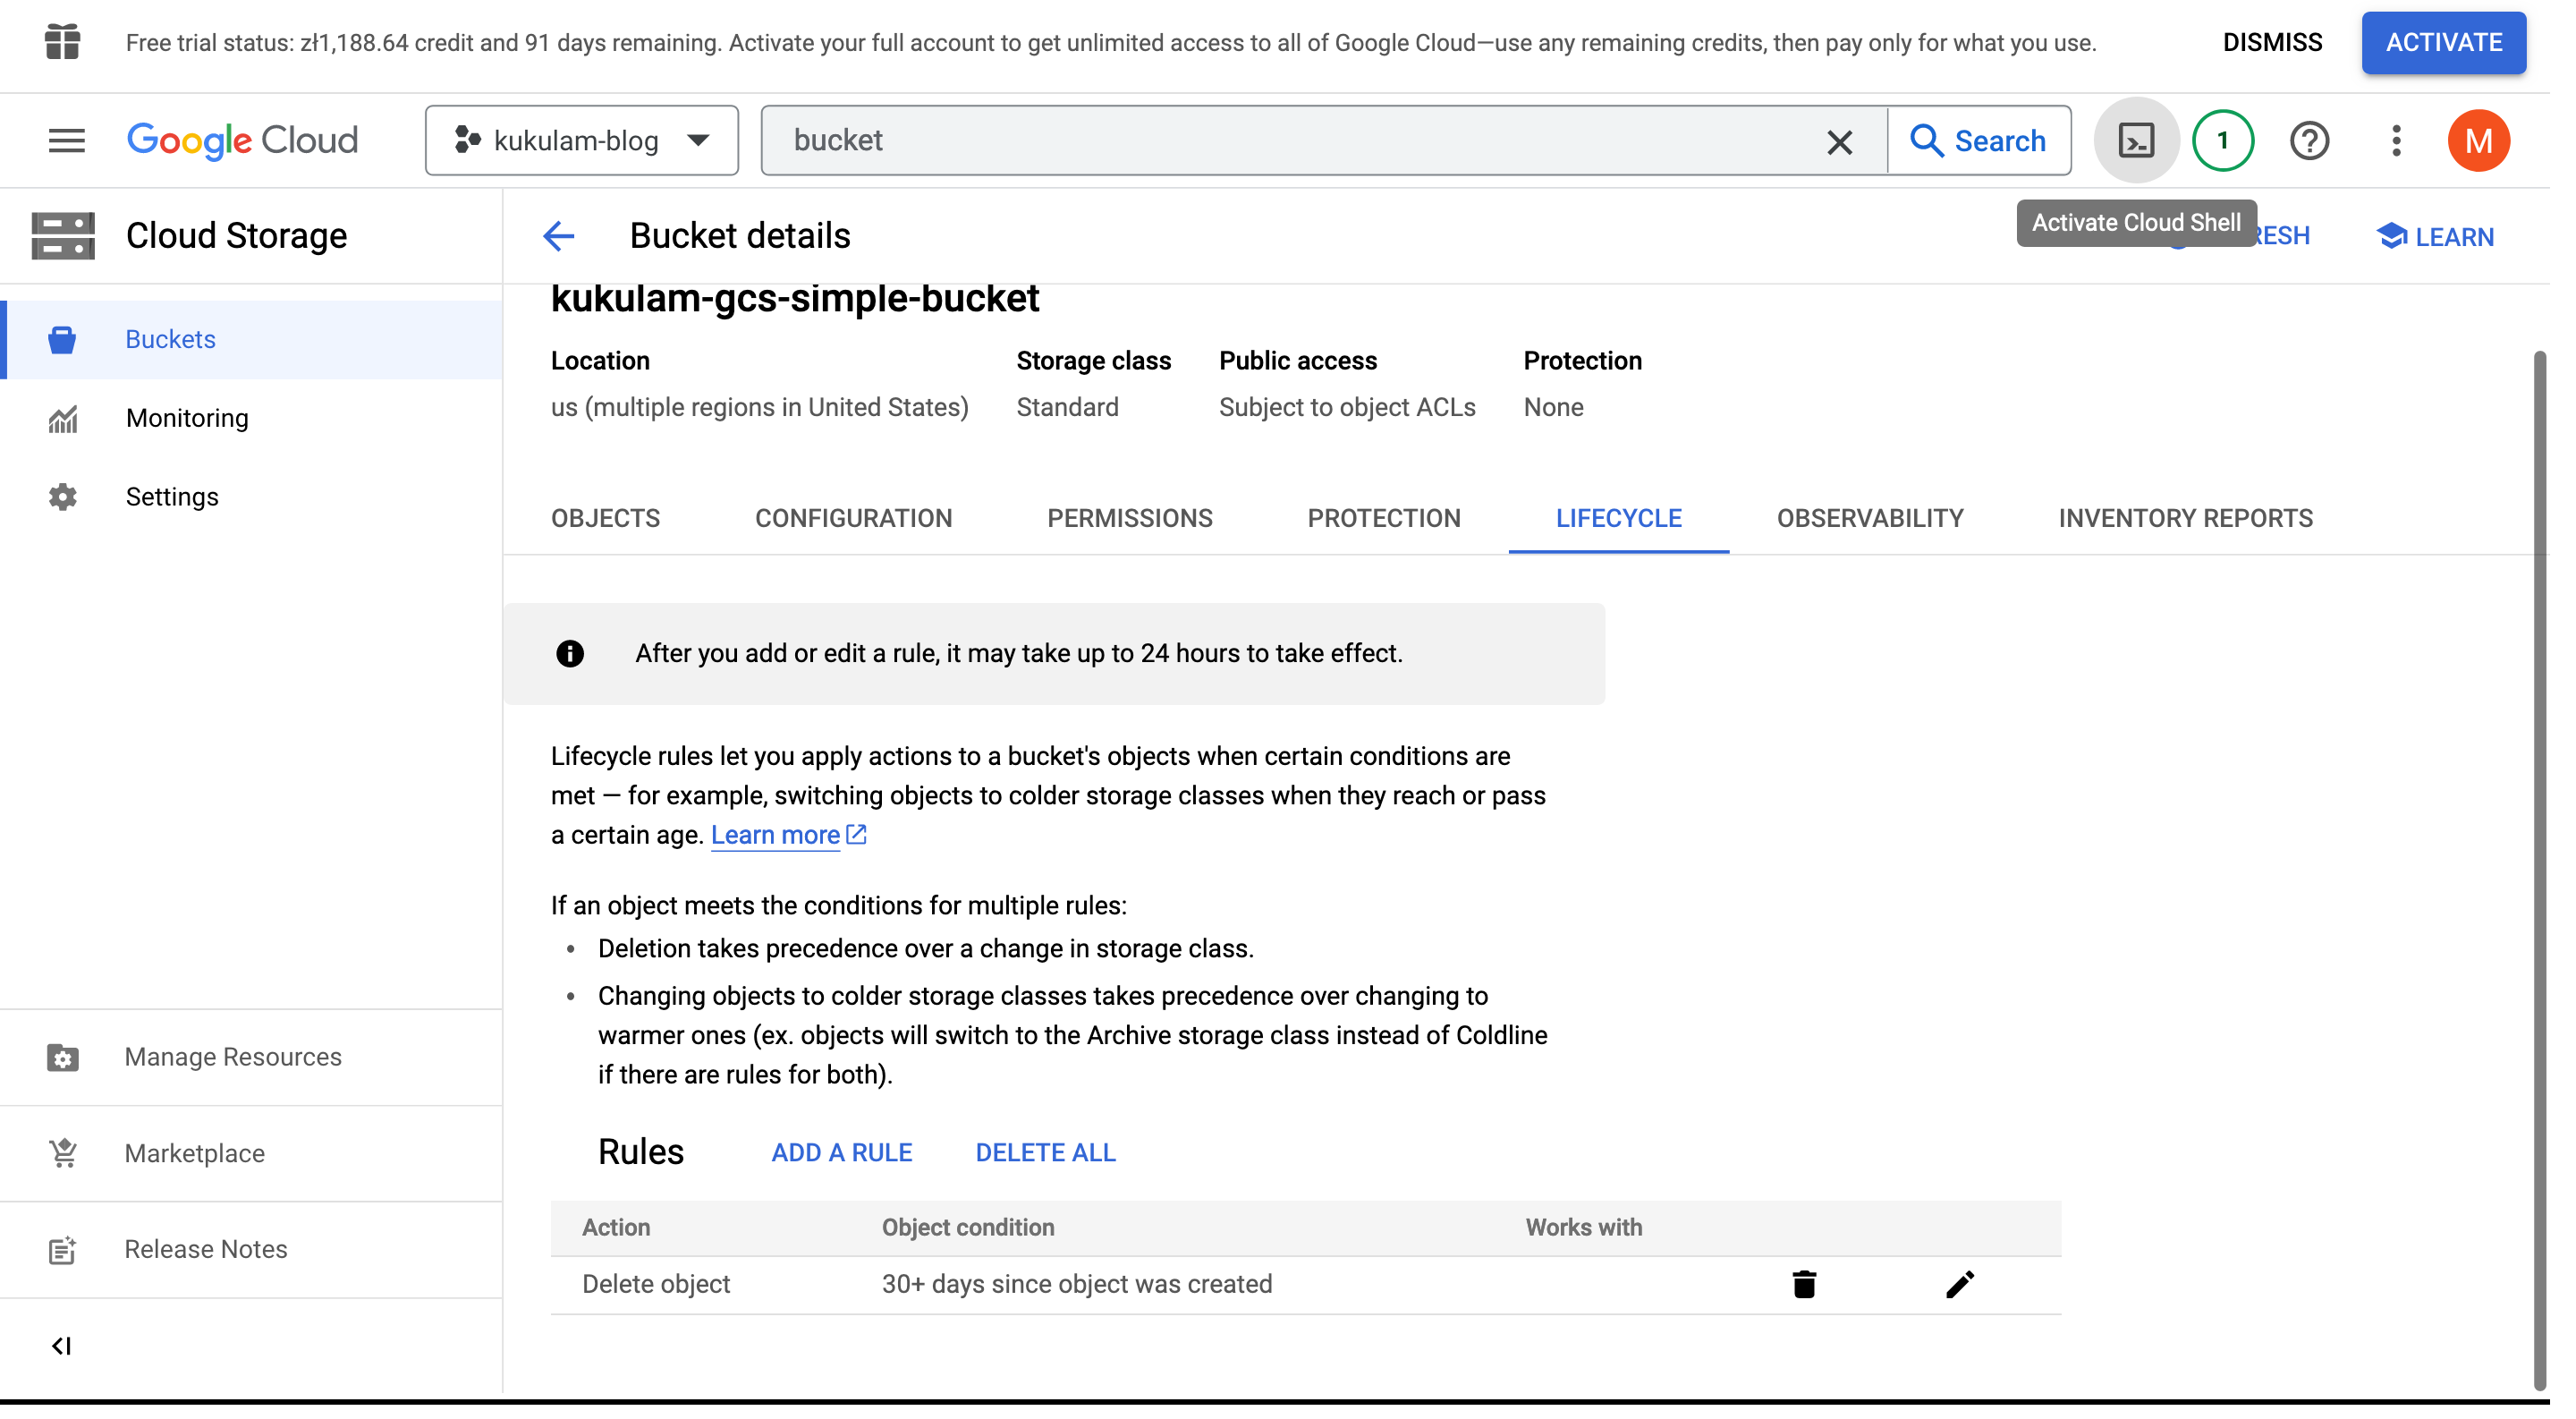 Free trial status: zł1,188.64 credit and 91 days remaining. Activate your full account to get unlimited access to all of Google Cloud—use any remaining credits, then pay only for what you use.
DISMISS
ACTIVATE
Google Cloud
kukulam-blog
bucket
Search
1
M
Cloud Storage
Bucket details
Activate Cloud Shell
RESH
LEARN
Buckets
Monitoring
Settings
Manage Resources
Marketplace
Release Notes
kukulam-gcs-simple-bucket
Location
Storage class
Public access
Protection
us (multiple regions in United States)
Standard
Subject to object ACLs
None
OBJECTS
CONFIGURATION
PERMISSIONS
PROTECTION
LIFECYCLE
OBSERVABILITY
INVENTORY REPORTS
After you add or edit a rule, it may take up to 24 hours to take effect.
Lifecycle rules let you apply actions to a bucket's objects when certain conditions are
met — for example, switching objects to colder storage classes when they reach or pass
a certain age. Learn more
If an object meets the conditions for multiple rules:
• Deletion takes precedence over a change in storage class.
• Changing objects to colder storage classes takes precedence over changing to
warmer ones (ex. objects will switch to the Archive storage class instead of Coldline
if there are rules for both).
Rules
ADD A RULE
DELETE ALL
Action
Object condition
Works with
Delete object
30+ days since object was created